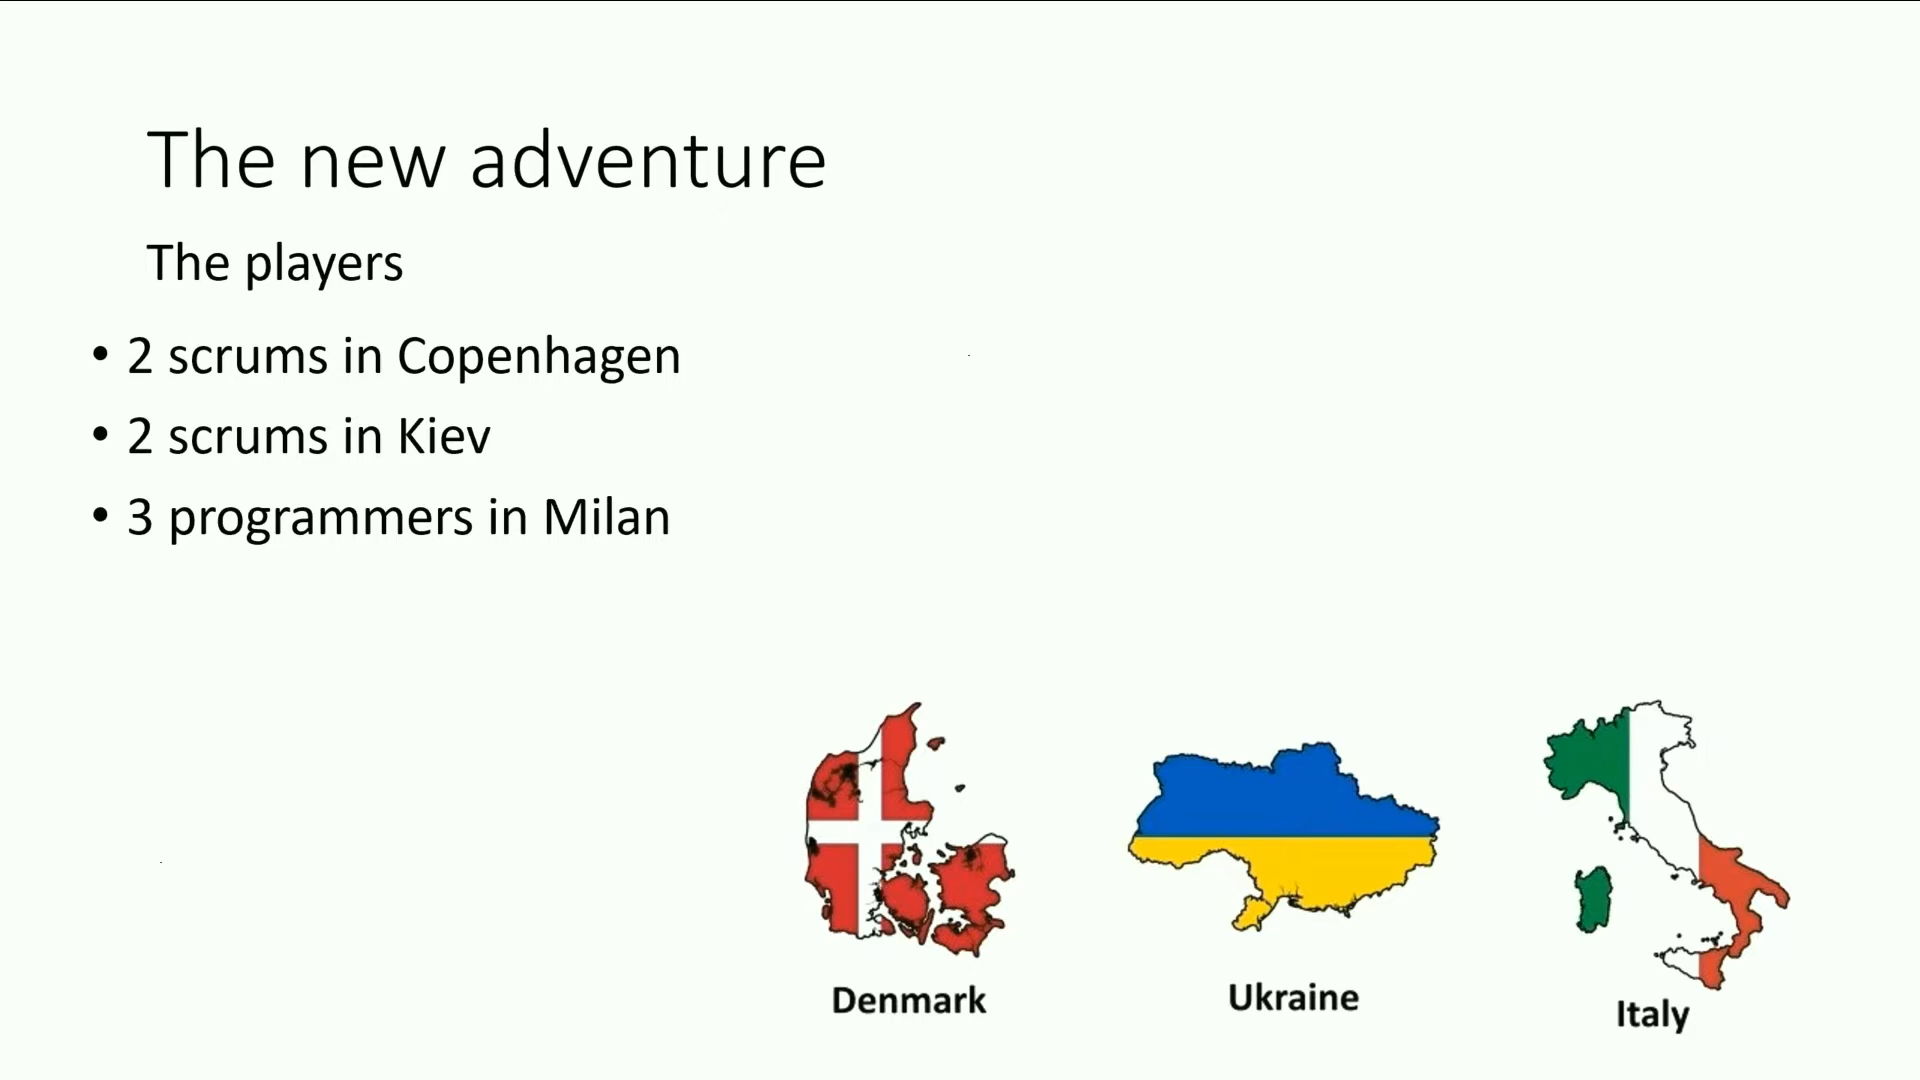 The new adventure
The players
• 2 scrums in Copenhagen
• 2 scrums in Kiev
• 3 programmers in Milan
Denmark
Ukraine
Italy